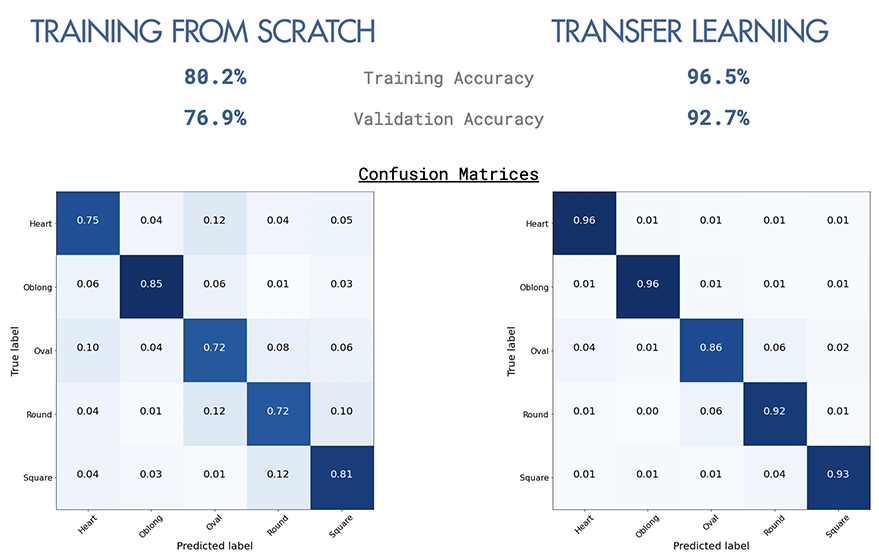 TRAINING FROM SCRATCH
TRANSFER LEARNING
80.2% Training Accuracy 96.5%
76.9% Validation Accuracy 92.7%
Confusion Matrices
True label
Heart 0.75 0.04 0.12 0.04 0.05
Oblong 0.06 0.85 0.06 0.01 0.03
Oval 0.10 0.04 0.72 0.08 0.06
Round 0.04 0.01 0.12 0.72 0.10
Square 0.04 0.03 0.01 0.12 0.81
Heart Oblong Oval Round Square
Predicted label
True label
Heart 0.96 0.01 0.01 0.01 0.01
Oblong 0.01 0.96 0.01 0.01 0.01
Oval 0.04 0.01 0.86 0.06 0.02
Round 0.01 0.00 0.06 0.92 0.01
Square 0.01 0.01 0.01 0.04 0.93
Heart Oblong Oval Round Square
Predicted label